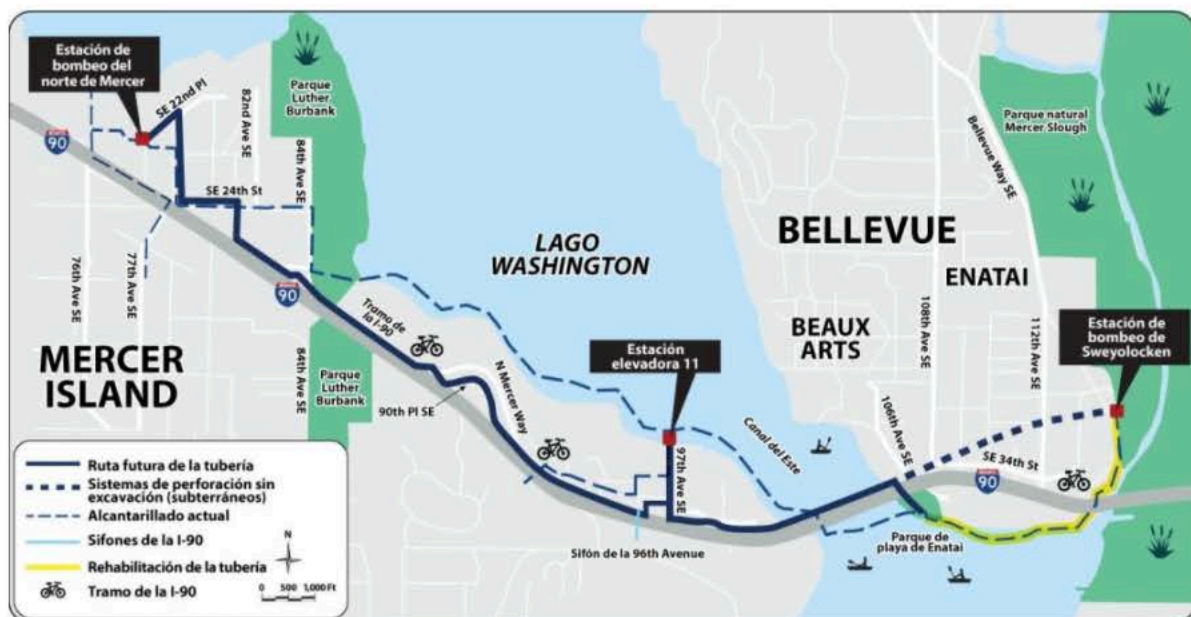 Estación de
bombeo del
norte de Mercer
SE 22nd Pl
82nd Ave SE
Parque
Luther
Burbank
84th Ave SE
90
SE 24th St
76th Ave SE
77th Ave SE
90
84th Ave SE
MERCER
ISLAND
Parque
Luther
Burbank
Tramo de
la I-90
90th Pl SE
N Mercer Way
LAGO
WASHINGTON
Estación
elevadora 11
97th Ave SE
Sifón de la 96th Avenue
Canal del Este
BELLEVUE
ENATAI
BEAUX
ARTS
Bellevue Way SE
Parque natural
Mercer Slough
108th Ave SE
112th Ave SE
106th Ave SE
Estación de
bombeo de
Sweyolocken
SE 34th St
90
Parque de
playa de Enatai
Ruta futura de la tubería
Sistemas de perforación sin
excavación (subterráneos)
Alcantarillado actual
Sifones de la I-90
Rehabilitación de la tubería
Tramo de la I-90
N
0 500 1,000 Ft